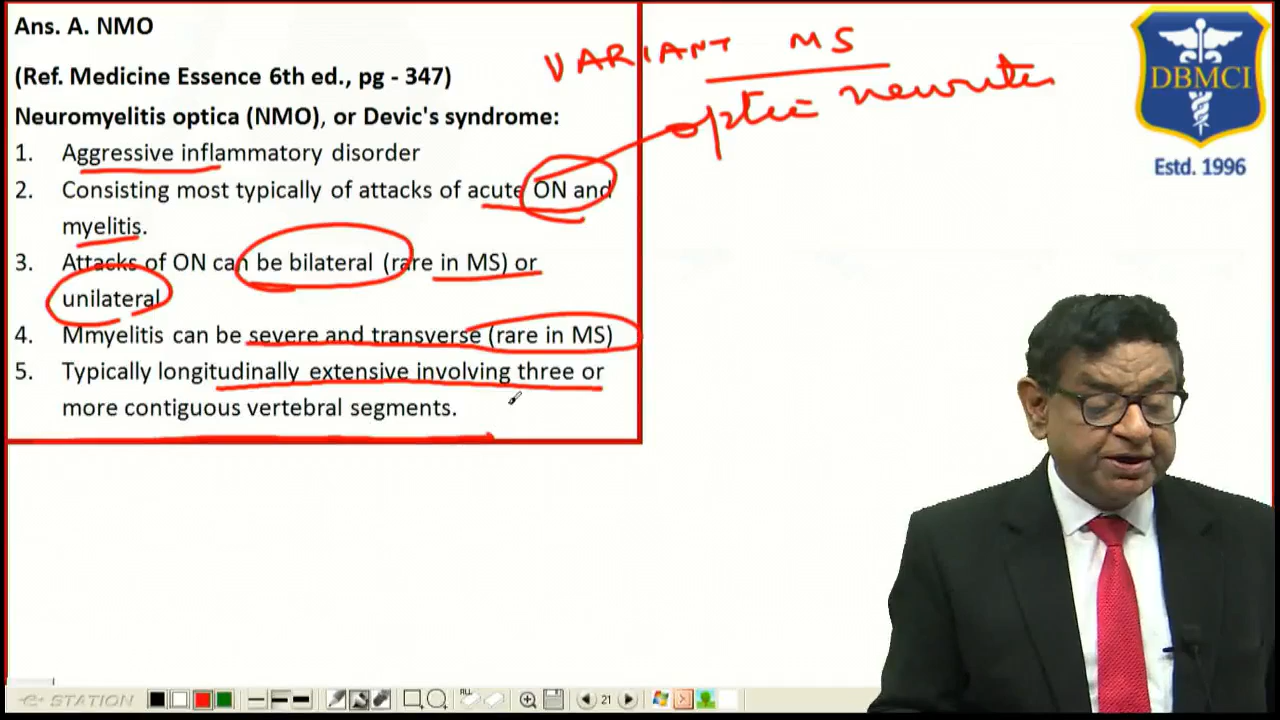 Ans. A. NMO
(Ref. Medicine Essence 6th ed., pg - 347)
Neuromyelitis optica (NMO), or Devic's syndrome:
1. Aggressive inflammatory disorder
2. Consisting most typically of attacks of acute ON and
myelitis.
3. Attacks of ON can be bilateral (rare in MS) or
unilateral
4. Mmyelitis can be severe and transverse (rare in MS)
5. Typically longitudinally extensive involving three or
more contiguous vertebral segments.
VARIANT MS
optic
DBMCI
Estd. 1996
e-STATION
ALL
21